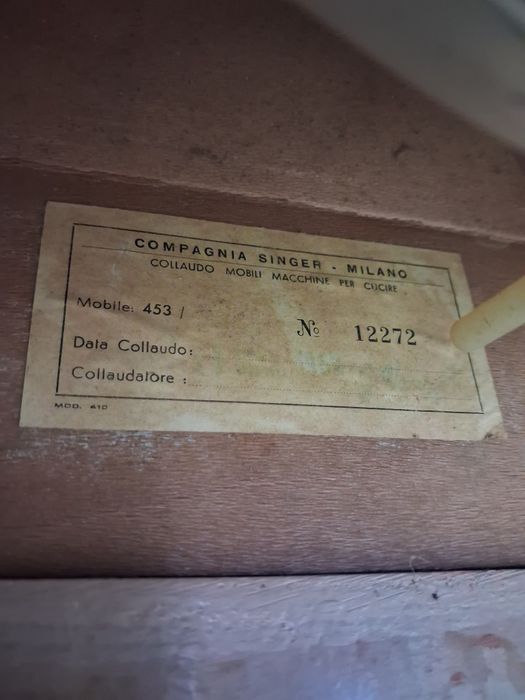 COMPAGNIA SINGER - MILANO
COLLAUDO MOBILI MACCHINE PER CUCIRE
Mobile: 453 /
Nº 12272
Data Collaudo:
Collaudatore :
MOD. 410